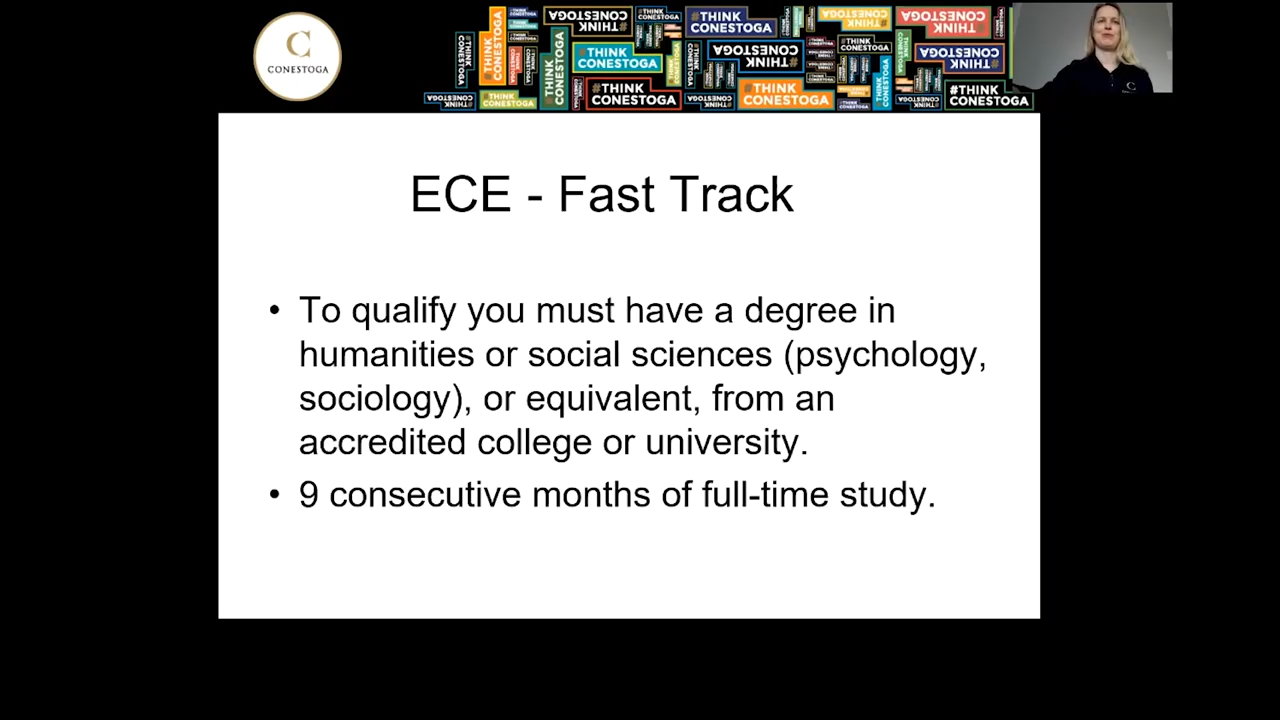 C
CONESTOGA
#THINK CONESTOGA
ECE - Fast Track
• To qualify you must have a degree in
humanities or social sciences (psychology,
sociology), or equivalent, from an
accredited college or university.
• 9 consecutive months of full-time study.